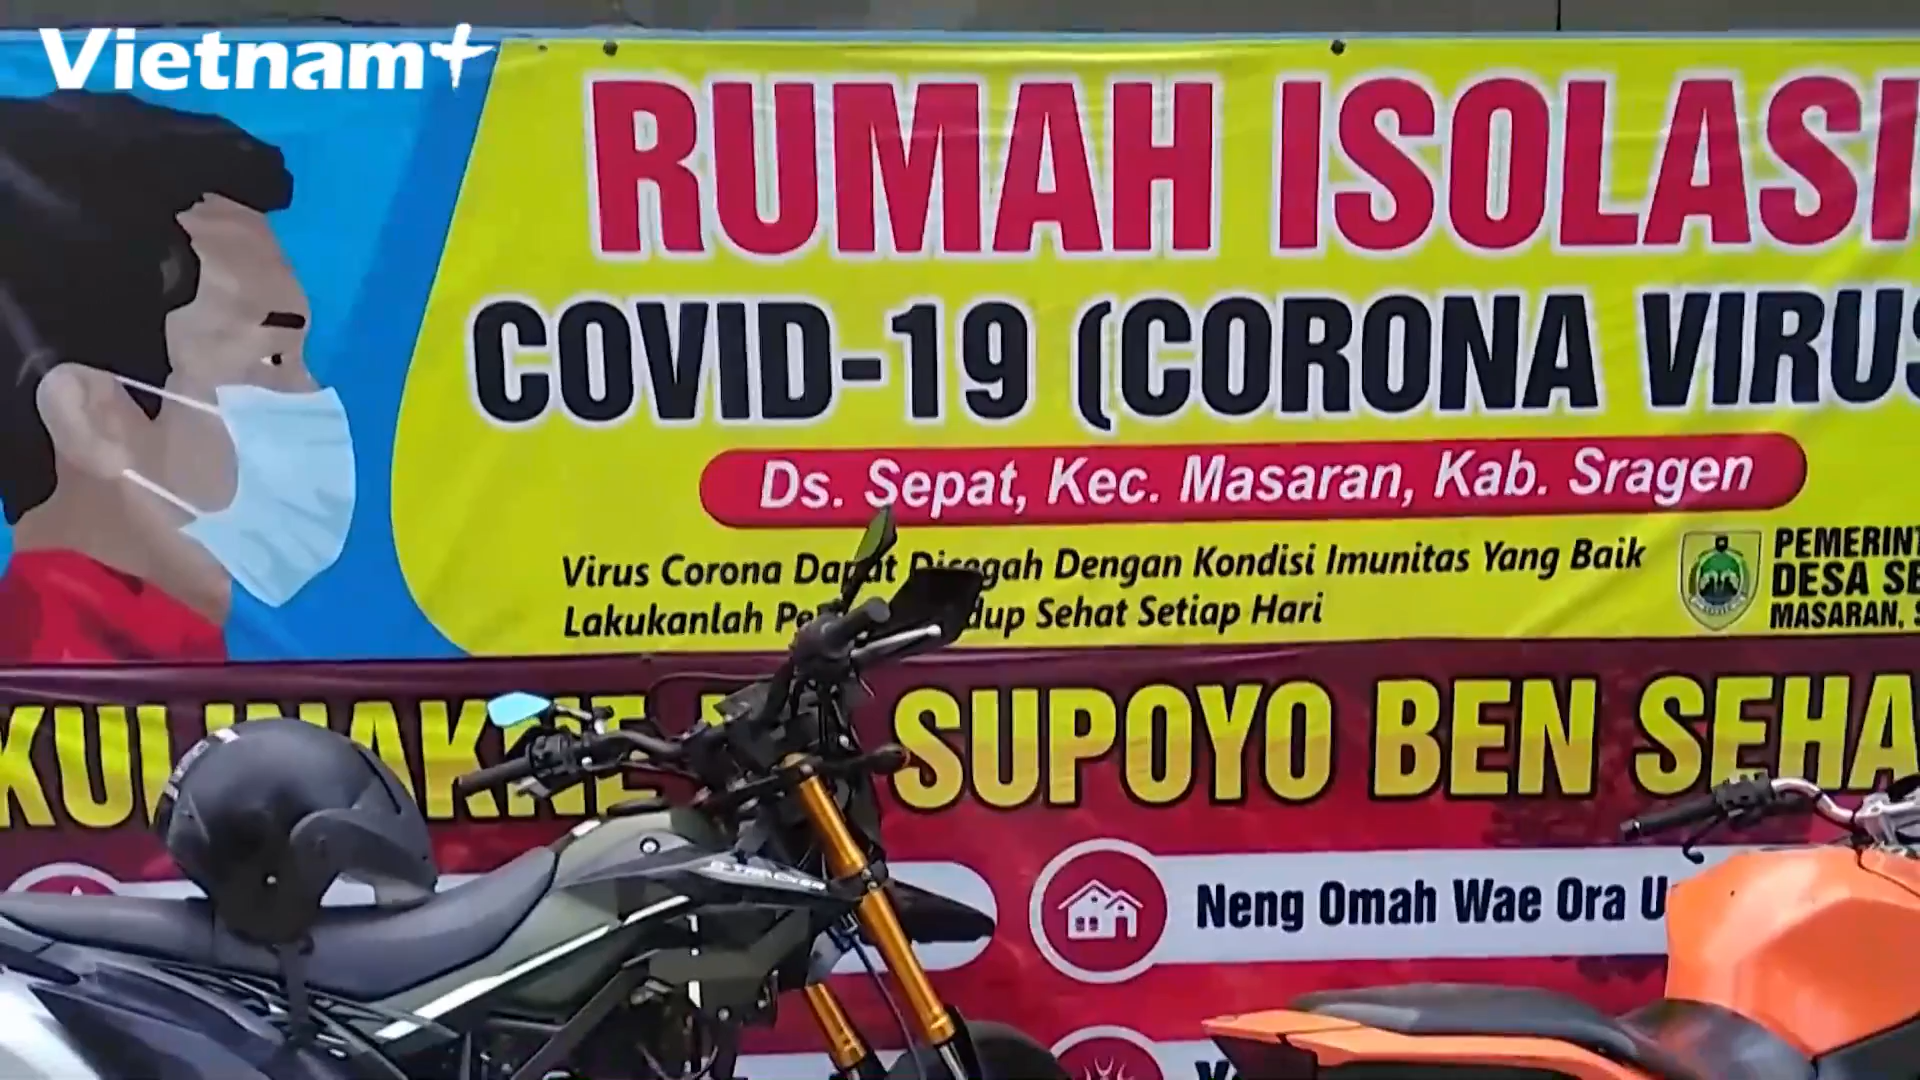 Vietnam+
RUMAH ISOLASI
COVID-19 (CORONA VIRUS
Ds. Sepat, Kec. Masaran, Kab. Sragen
Virus Corona Dapat Dicegah Dengan Kondisi Imunitas Yang Baik
Lakukanlah Hidup Sehat Setiap Hari
PEMERINT
DESA SE
MASARAN, S
SUPOYO BEN SEHA
D-TRACKER
Neng Omah Wae Ora U